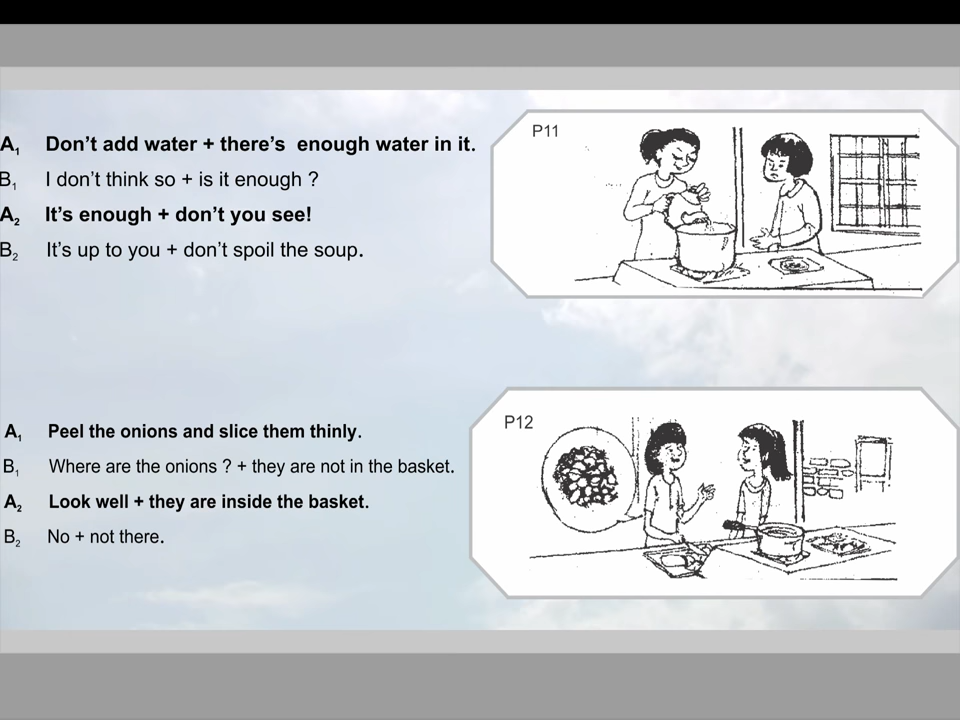 A1 Don't add water + there's enough water in it.
B1 I don't think so + is it enough ?
A2 It's enough + don't you see!
B2 It's up to you + don't spoil the soup.
P11
A1 Peel the onions and slice them thinly.
B1 Where are the onions ? + they are not in the basket.
A2 Look well + they are inside the basket.
B2 No + not there.
P12